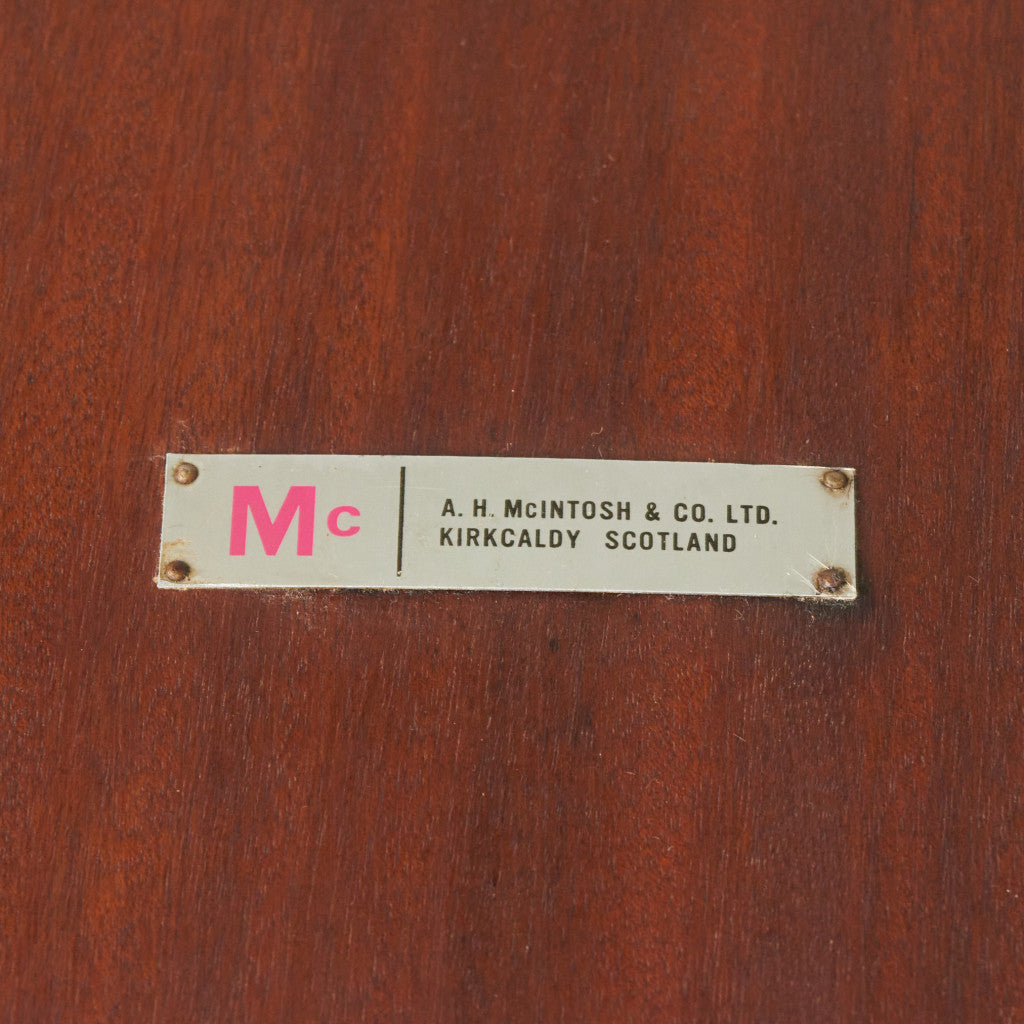 Mc
A. H. McINTOSH & CO. LTD.
KIRKCALDY SCOTLAND